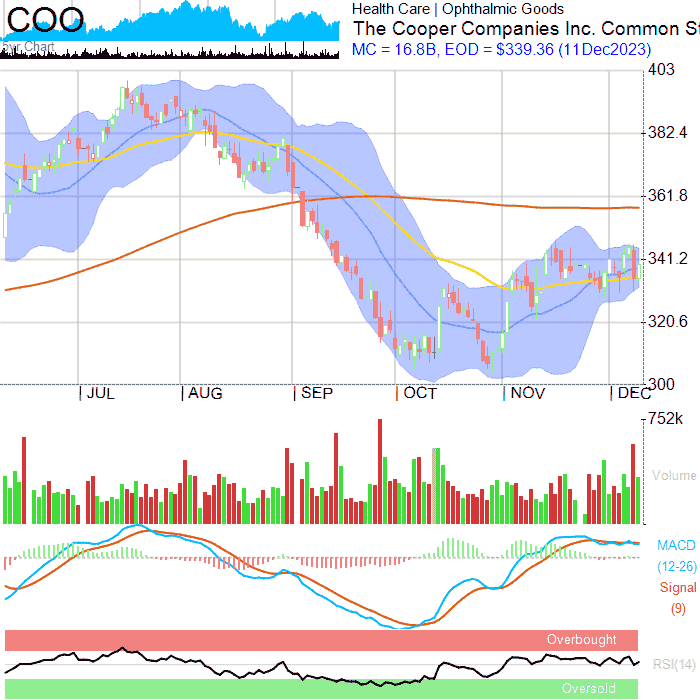 COO
5yr Chart
Health Care | Ophthalmic Goods
The Cooper Companies Inc. Common St
MC = 16.8B, EOD = $339.36 (11Dec2023)
403
382.4
361.8
341.2
320.6
300
| JUL | AUG | SEP | OCT | NOV | DEC
752k
Volume
MACD
(12-26)
Signal
(9)
Overbought
RSI(14)
Oversold